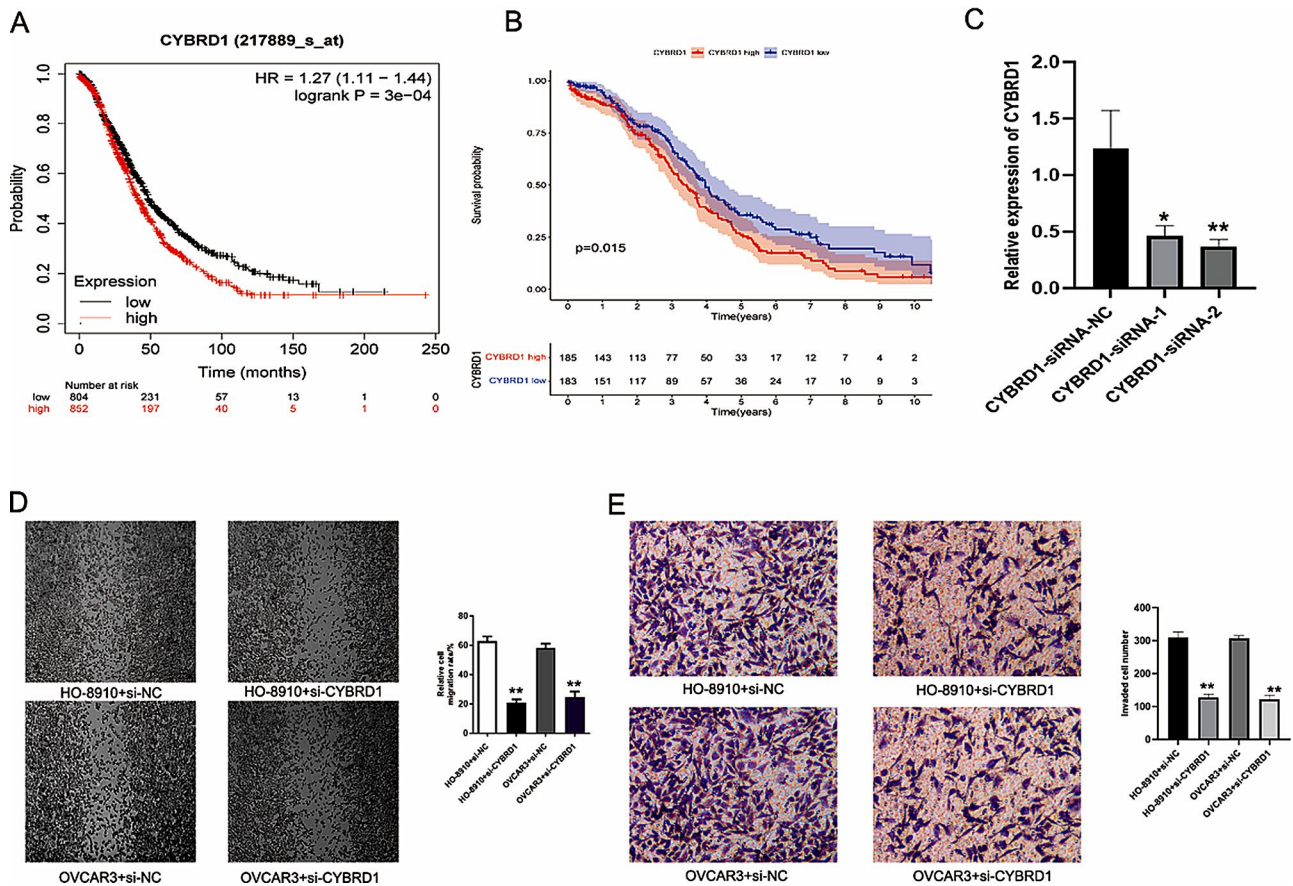 A
CYBRD1 (217889_s_at)
HR = 1.27 (1.11 − 1.44)
logrank P = 3e−04
Probability
1.0
0.8
0.6
0.4
0.2
0.0
Expression
low
high
0 50 100 150 200 250
Time (months)
Number at risk
low 804 231 57 13 1 0
high 852 197 40 5 1 0
B
CYBRD1 CYBRD1 high CYBRD1 low
Survival probability
1.00
0.75
0.50
0.25
0.00
p=0.015
0 1 2 3 4 5 6 7 8 9 10
Time(years)
CYBRD1
CYBRD1 high 185 143 113 77 50 33 17 12 7 4 2
CYBRD1 low 183 151 117 89 57 36 24 17 10 9 3
0 1 2 3 4 5 6 7 8 9 10
Time(years)
C
Relative expression of CYBRD1
2.0
1.5
1.0
0.5
0.0
* **
CYBRD1-siRNA-NC
CYBRD1-siRNA-1
CYBRD1-siRNA-2
D
HO-8910+si-NC
HO-8910+si-CYBRD1
OVCAR3+si-NC
OVCAR3+si-CYBRD1
Relative cell
migration rate/%
80
60
40
20
0
** **
HO-8910+si-NC
HO-8910+si-CYBRD1
OVCAR3+si-NC
OVCAR3+si-CYBRD1
E
HO-8910+si-NC
HO-8910+si-CYBRD1
OVCAR3+si-NC
OVCAR3+si-CYBRD1
Invaded cell number
400
300
200
100
0
** **
HO-8910+si-NC
HO-8910+si-CYBRD1
OVCAR3+si-NC
OVCAR3+si-CYBRD1